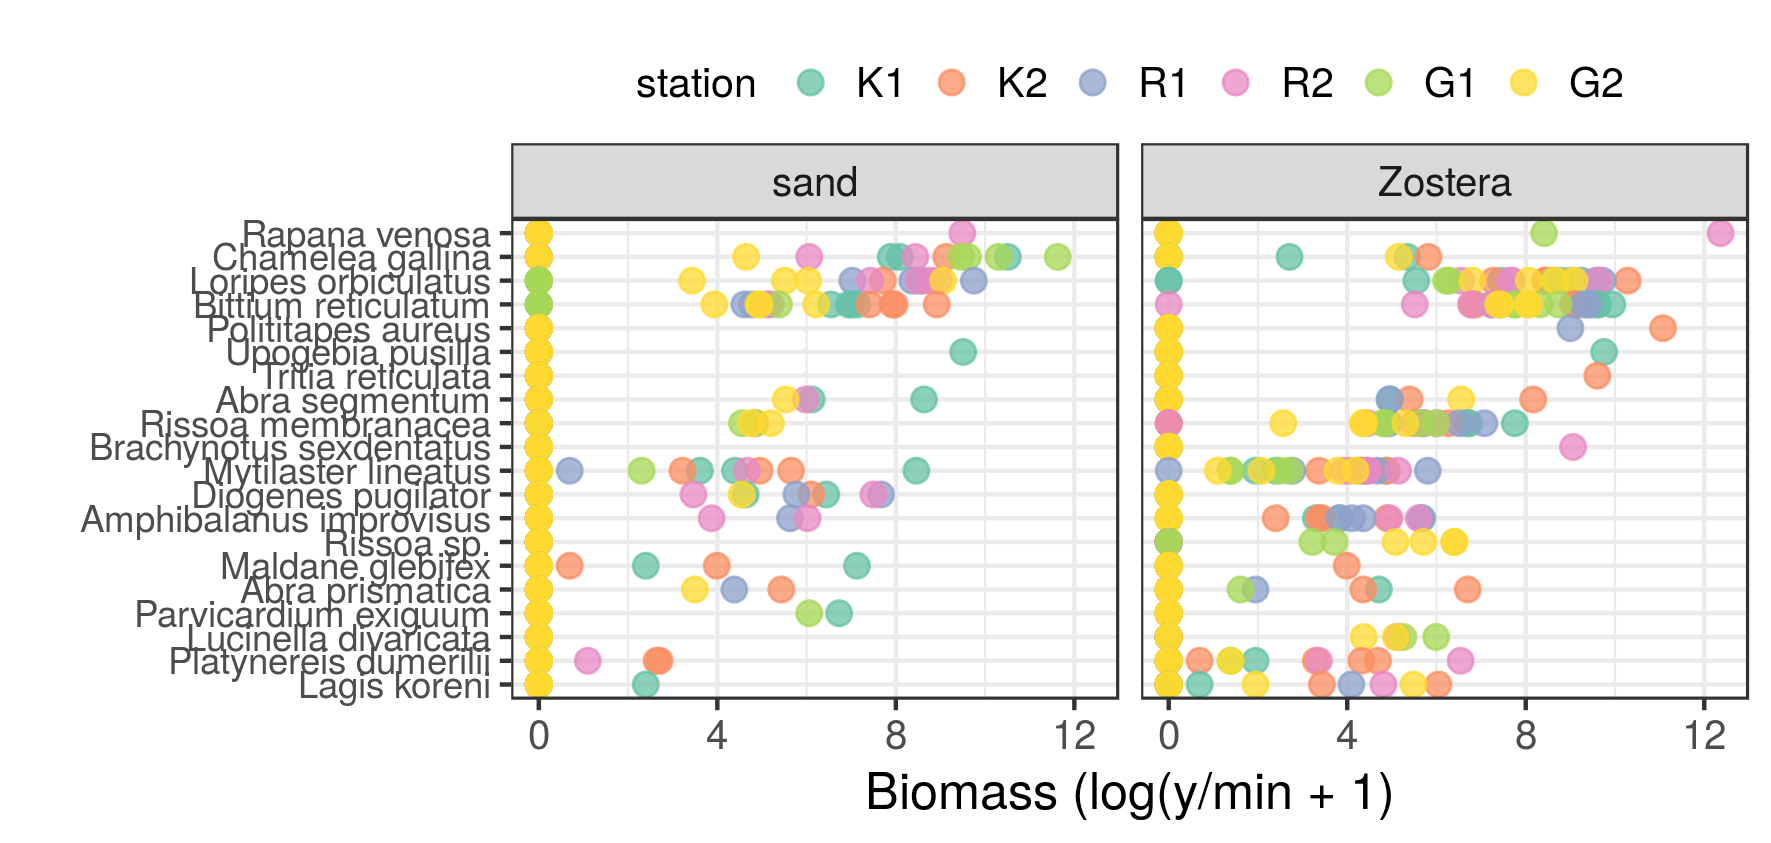 station K1 K2 R1 R2 G1 G2
sand Zostera
Rapana venosa
Chamelea gallina
Loripes orbiculatus
Bittium reticulatum
Polititapes aureus
Upogebia pusilla
Tritia reticulata
Abra segmentum
Rissoa membranacea
Brachynotus sexdentatus
Mytilaster lineatus
Diogenes pugilator
Amphibalanus improvisus
Rissoa sp.
Maldane glebifex
Abra prismatica
Parvicardium exiguum
Lucinella divaricata
Platynereis dumerilii
Lagis koreni
0 4 8 12 0 4 8 12
Biomass (log(y/min + 1)